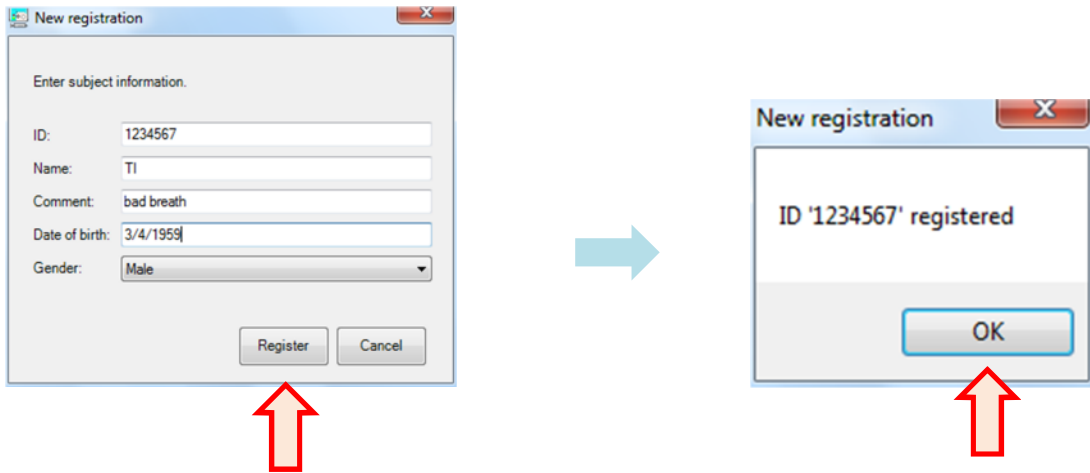 New registration
Enter subject information.
ID: 1234567
Name: TI
Comment: bad breath
Date of birth: 3/4/1959
Gender: Male
Register Cancel
New registration
ID '1234567' registered
OK